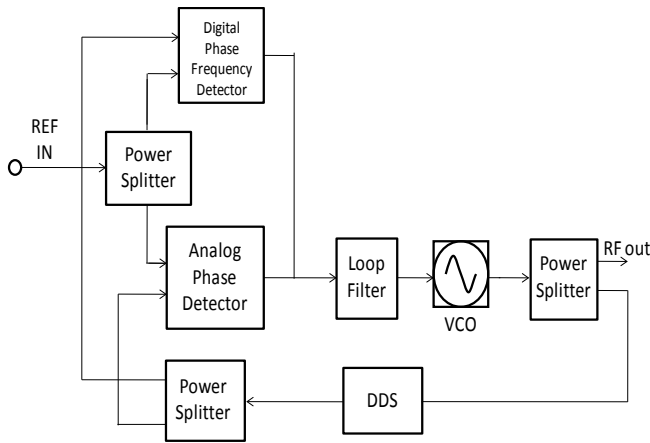 Digital
Phase
Frequency
Detector
REF
IN
Power
Splitter
Analog
Phase
Detector
Loop
Filter
VCO
Power
Splitter
RF out
Power
Splitter
DDS